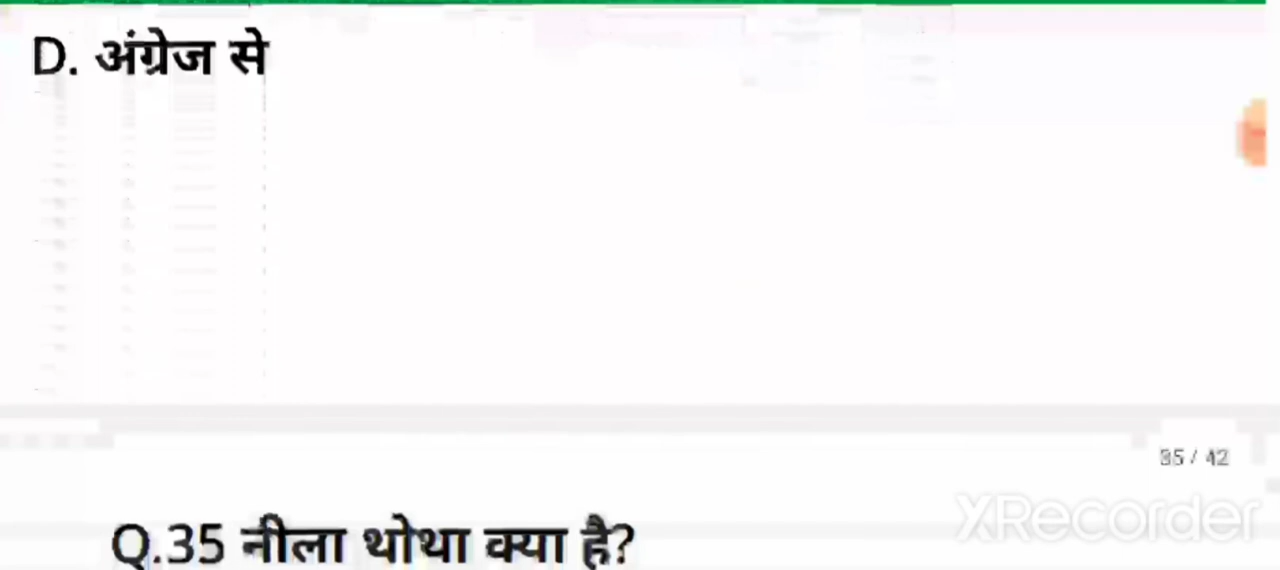 D. अंग्रेज से
35 / 42
XRecorder
Q.35 नीला थोथा क्या है?